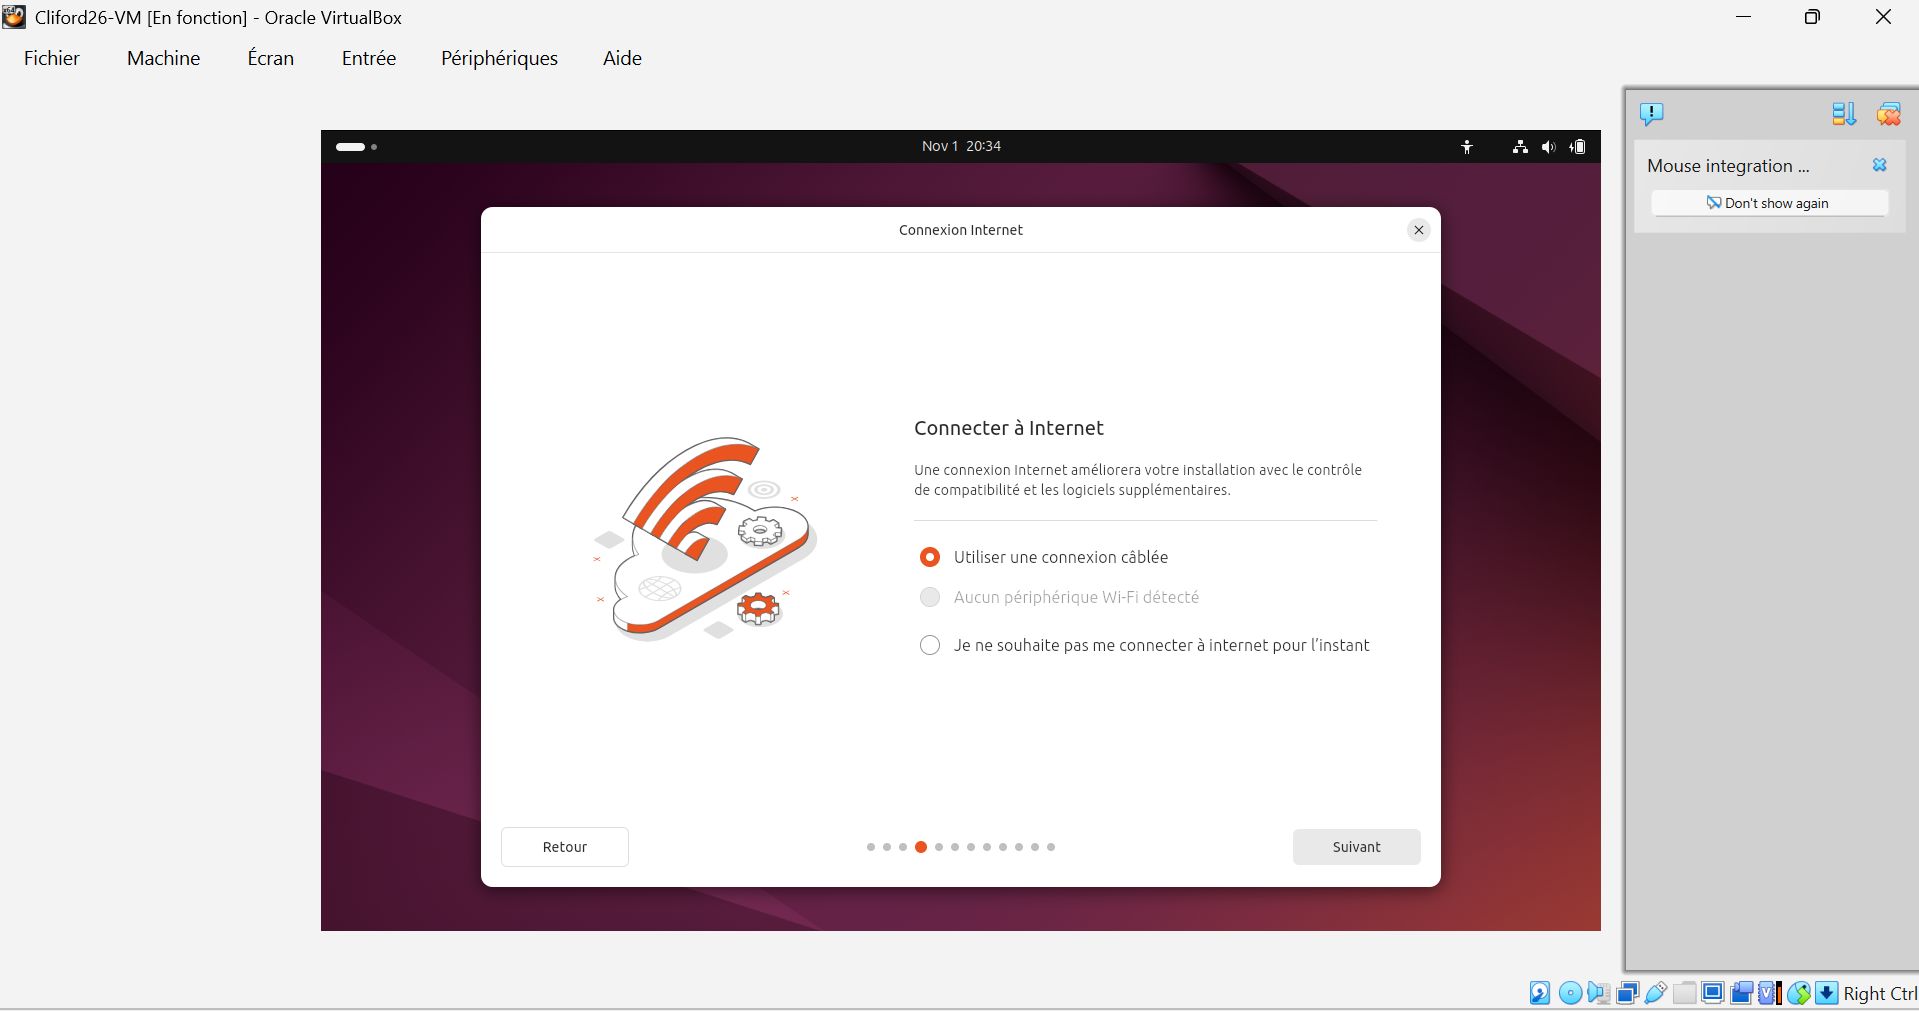 Cliford26-VM [En fonction] - Oracle VirtualBox
Fichier Machine Écran Entrée Périphériques Aide
Nov 1 20:34
Mouse integration ...
Don't show again
Connexion Internet
Connecter à Internet
Une connexion Internet améliorera votre installation avec le contrôle
de compatibilité et les logiciels supplémentaires.
Utiliser une connexion câblée
Aucun périphérique Wi-Fi détecté
Je ne souhaite pas me connecter à internet pour l’instant
Retour
Suivant
Right Ctrl